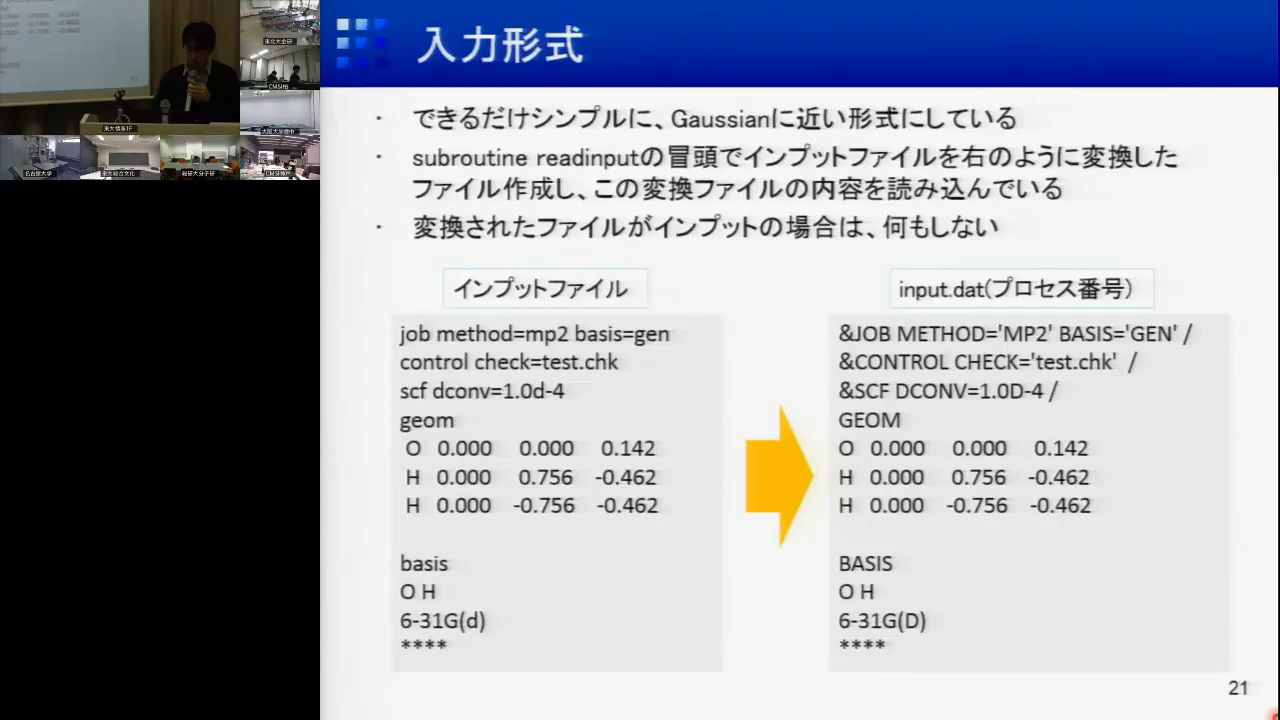 入力形式
・ できるだけシンプルに、Gaussianに近い形式にしている
・ subroutine readinputの冒頭でインプットファイルを右のように変換した
ファイル作成し、この変換ファイルの内容を読み込んでいる
・ 変換されたファイルがインプットの場合は、何もしない
インプットファイル
job method=mp2 basis=gen
control check=test.chk
scf dconv=1.0d-4
geom
O 0.000 0.000 0.142
H 0.000 0.756 -0.462
H 0.000 -0.756 -0.462
basis
O H
6-31G(d)
****
input.dat(プロセス番号)
&JOB METHOD='MP2' BASIS='GEN' /
&CONTROL CHECK='test.chk' /
&SCF DCONV=1.0D-4 /
GEOM
O 0.000 0.000 0.142
H 0.000 0.756 -0.462
H 0.000 -0.756 -0.462
BASIS
O H
6-31G(D)
****
21
名古屋大学